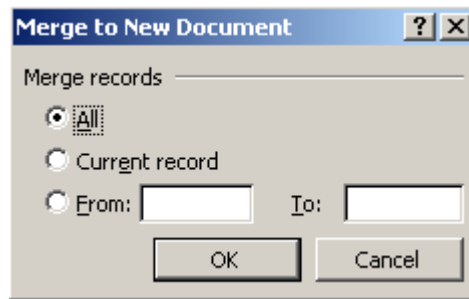 Merge to New Document
Merge records
All
Current record
From: To:
OK Cancel